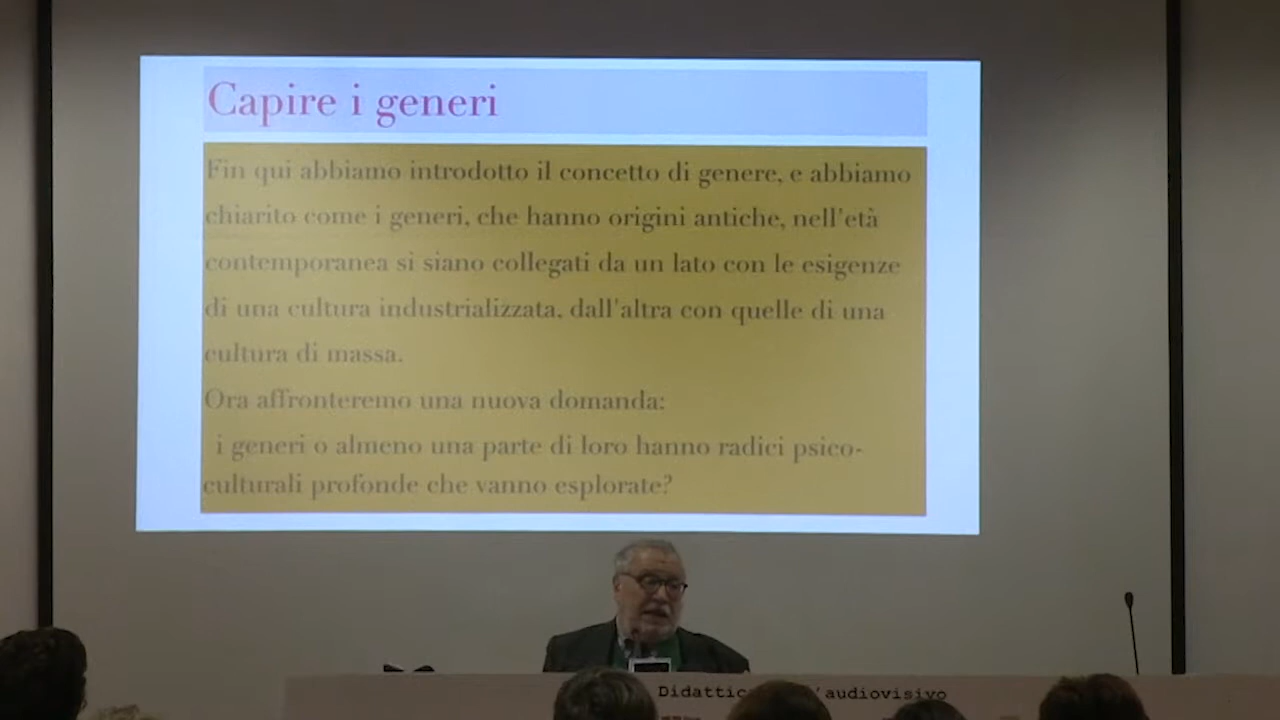 Capire i generi
Fin qui abbiamo introdotto il concetto di genere, e abbiamo
chiarito come i generi, che hanno origini antiche, nell'età
contemporanea si siano collegati da un lato con le esigenze
di una cultura industrializzata, dall'altra con quelle di una
cultura di massa.
Ora affronteremo una nuova domanda:
i generi o almeno una parte di loro hanno radici psico-
culturali profonde che vanno esplorate?
audiovisivo